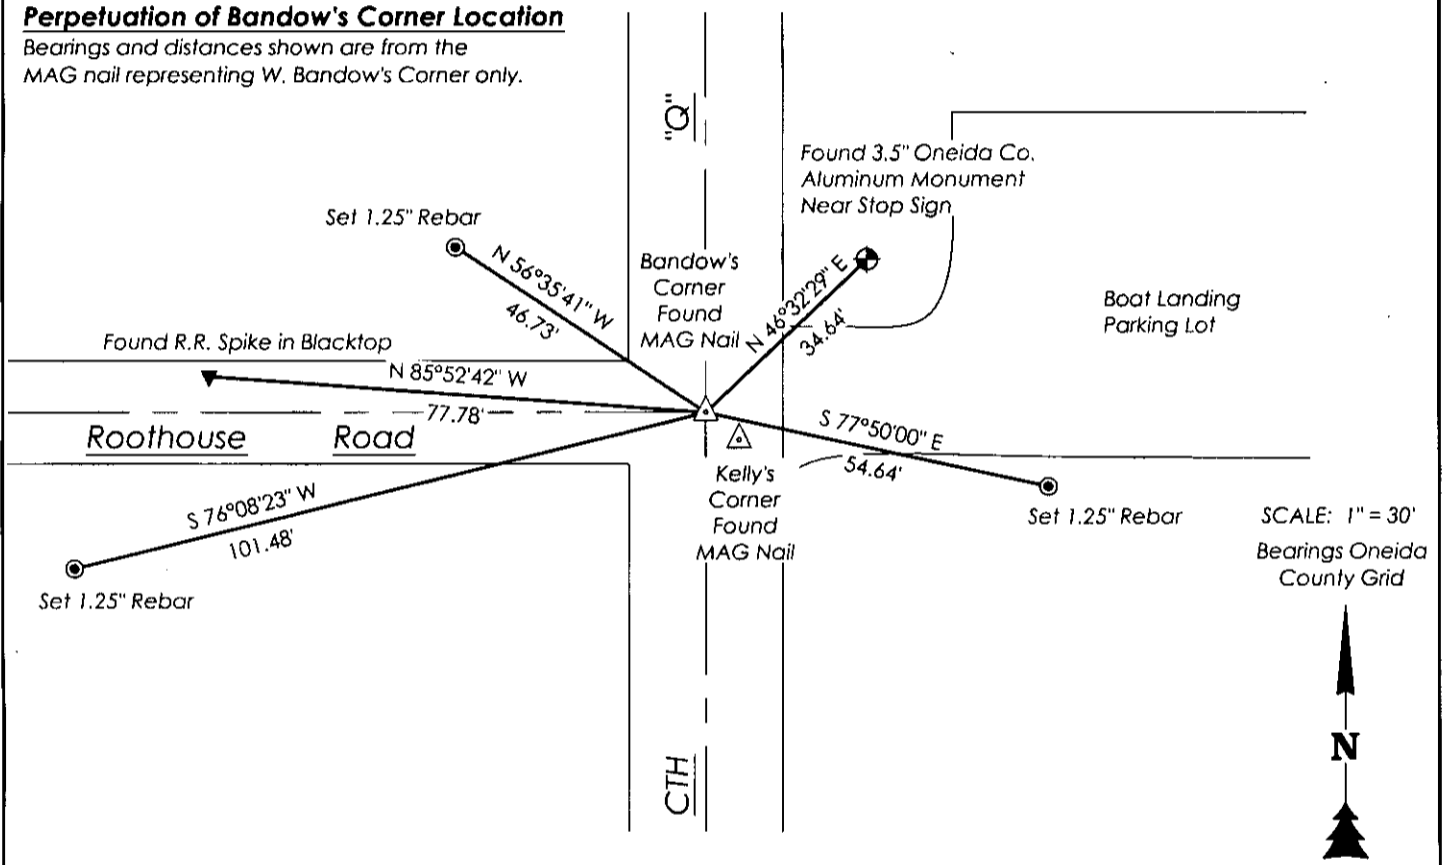 Perpetuation of Bandow's Corner Location
Bearings and distances shown are from the
MAG nail representing W. Bandow's Corner only.
"Q"
Found 3.5" Oneida Co.
Aluminum Monument
Near Stop Sign
Set 1.25" Rebar
N 56°35'41" W
46.73'
Bandow's
Corner
Found
MAG Nail
N 46°32'29" E
34.64'
Boat Landing
Parking Lot
Found R.R. Spike in Blacktop
N 85°52'42" W
77.78'
Roothouse Road
S 77°50'00" E
54.64'
Kelly's
Corner
Found
MAG Nail
S 76°08'23" W
101.48'
Set 1.25" Rebar
Set 1.25" Rebar
SCALE: 1" = 30'
Bearings Oneida
County Grid
N
CTH